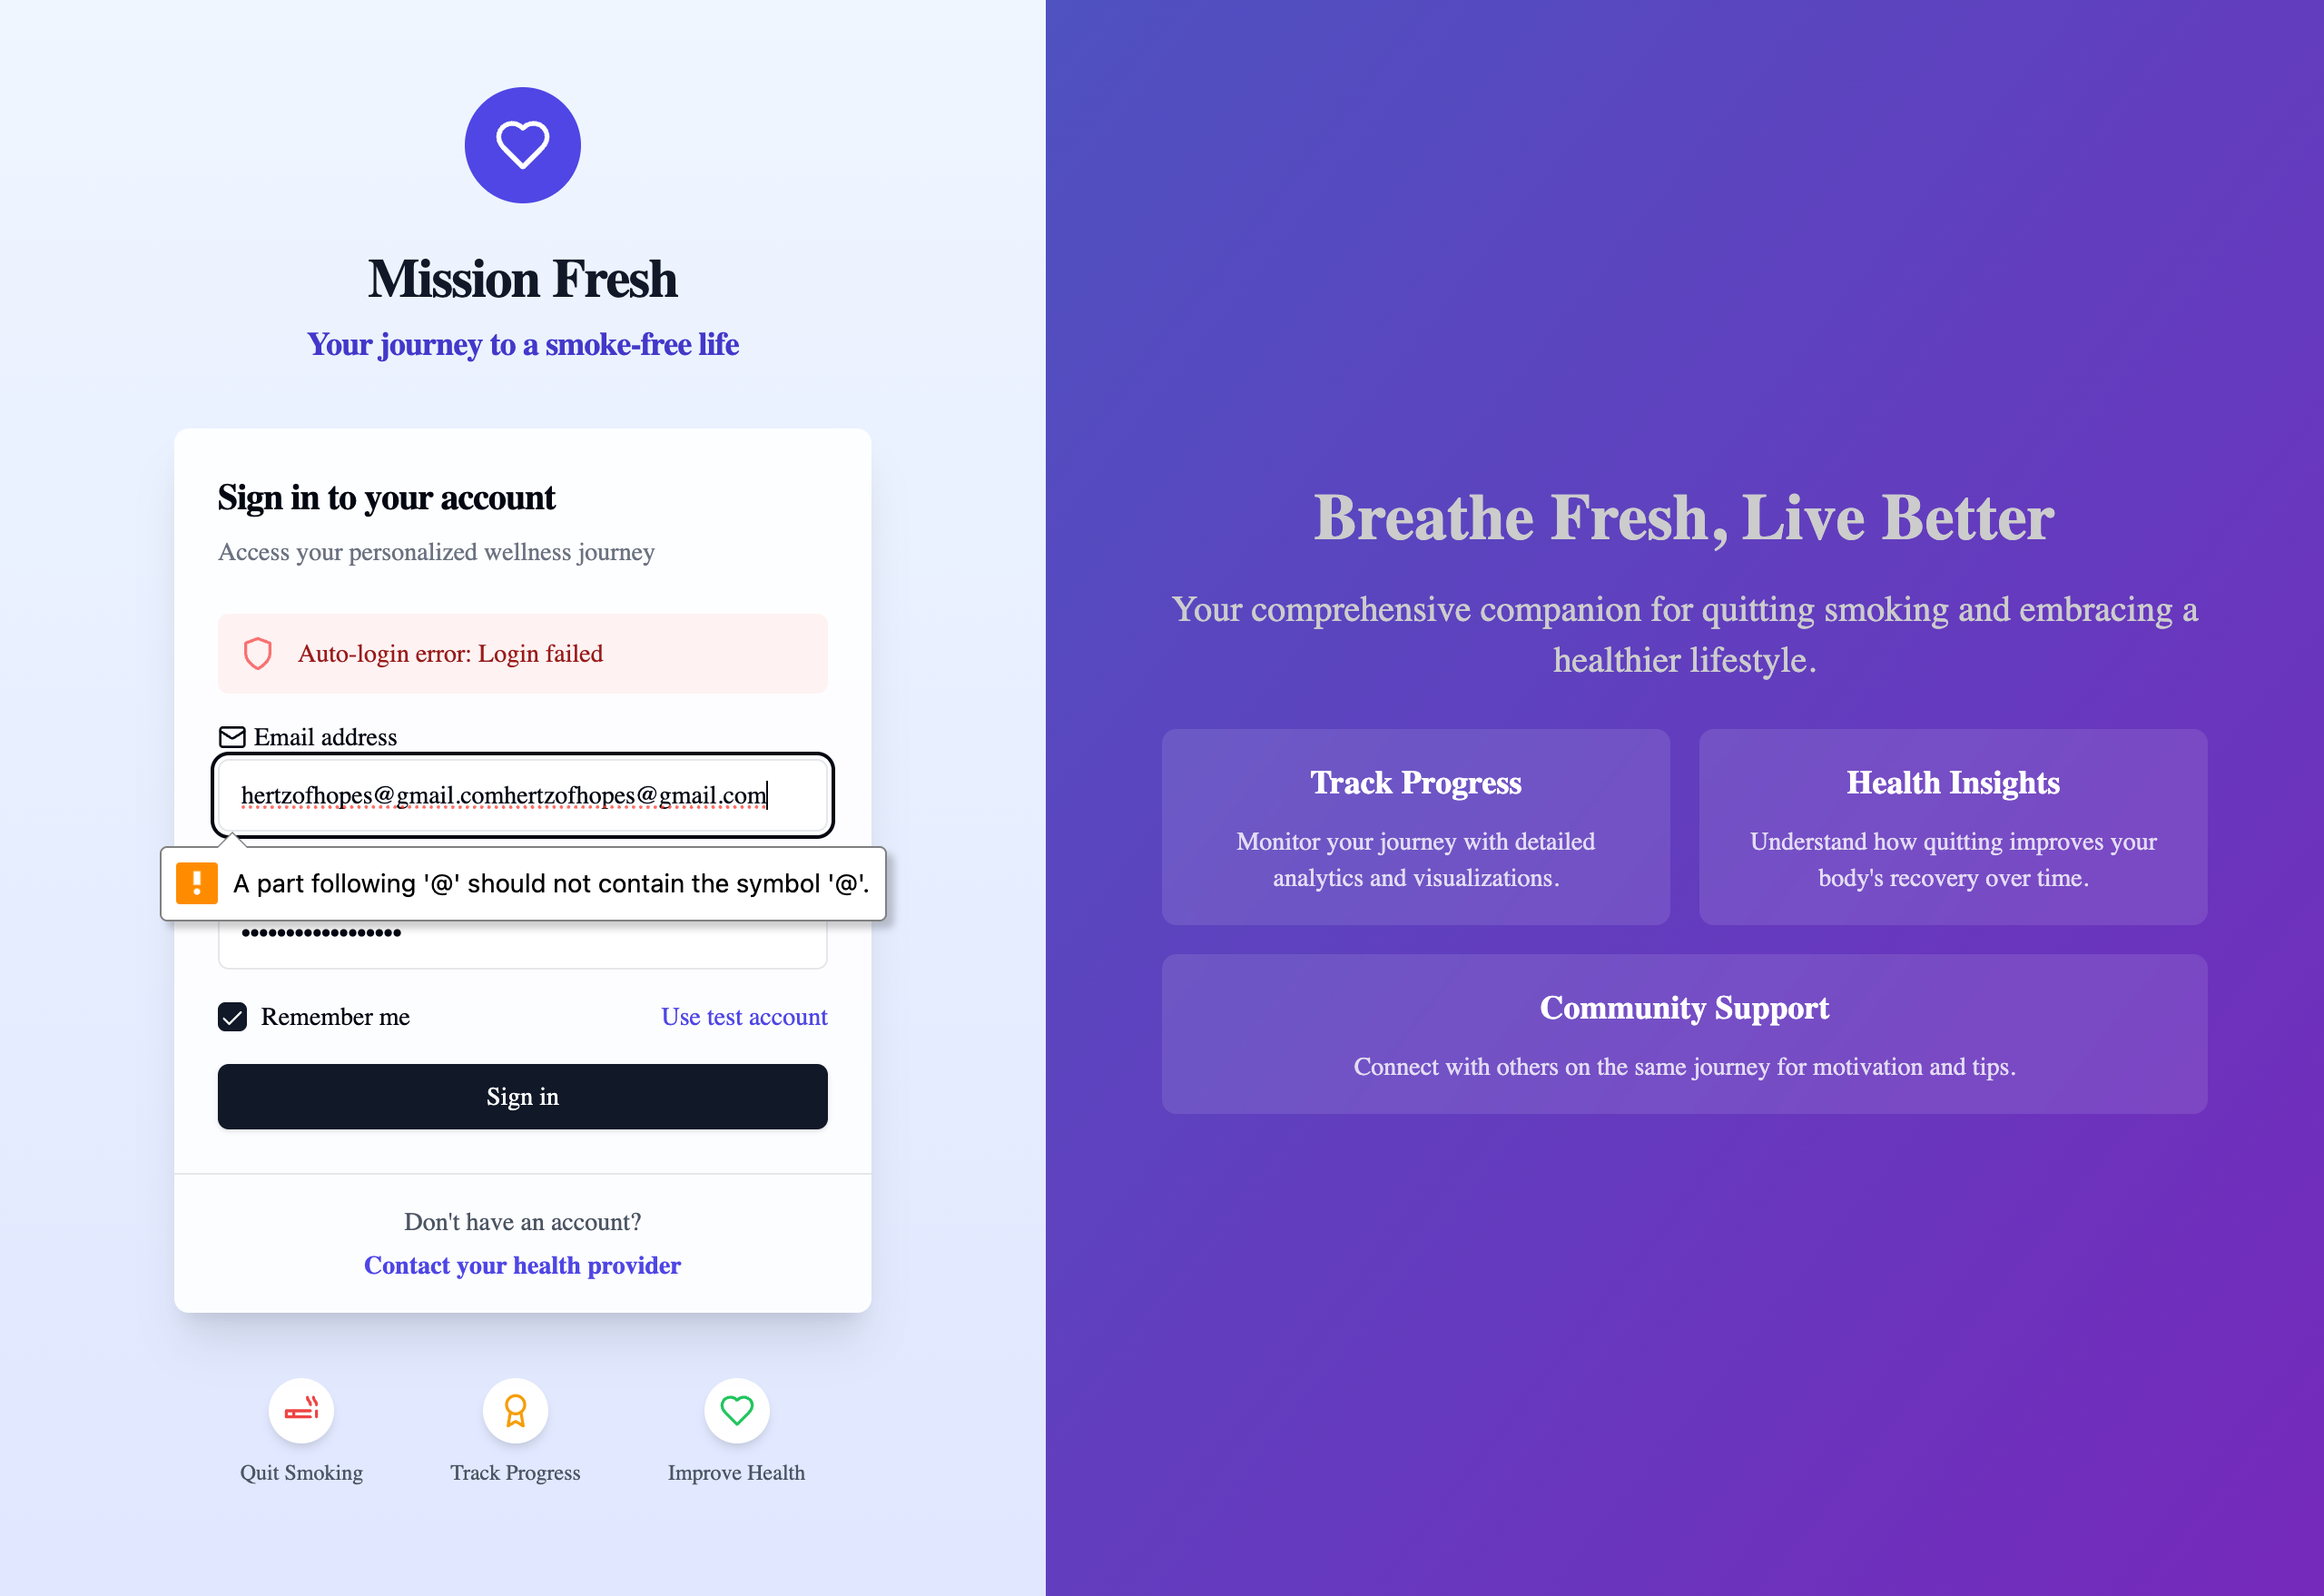 Mission Fresh
Your journey to a smoke-free life
Sign in to your account
Access your personalized wellness journey
Auto-login error: Login failed
Email address
hertzofhopes@gmail.comhertzofhopes@gmail.com
A part following '@' should not contain the symbol '@'.
••••••••••••••••••
Remember me
Use test account
Sign in
Don't have an account?
Contact your health provider
Quit Smoking
Track Progress
Improve Health
Breathe Fresh, Live Better
Your comprehensive companion for quitting smoking and embracing a
healthier lifestyle.
Track Progress
Monitor your journey with detailed
analytics and visualizations.
Health Insights
Understand how quitting improves your
body's recovery over time.
Community Support
Connect with others on the same journey for motivation and tips.